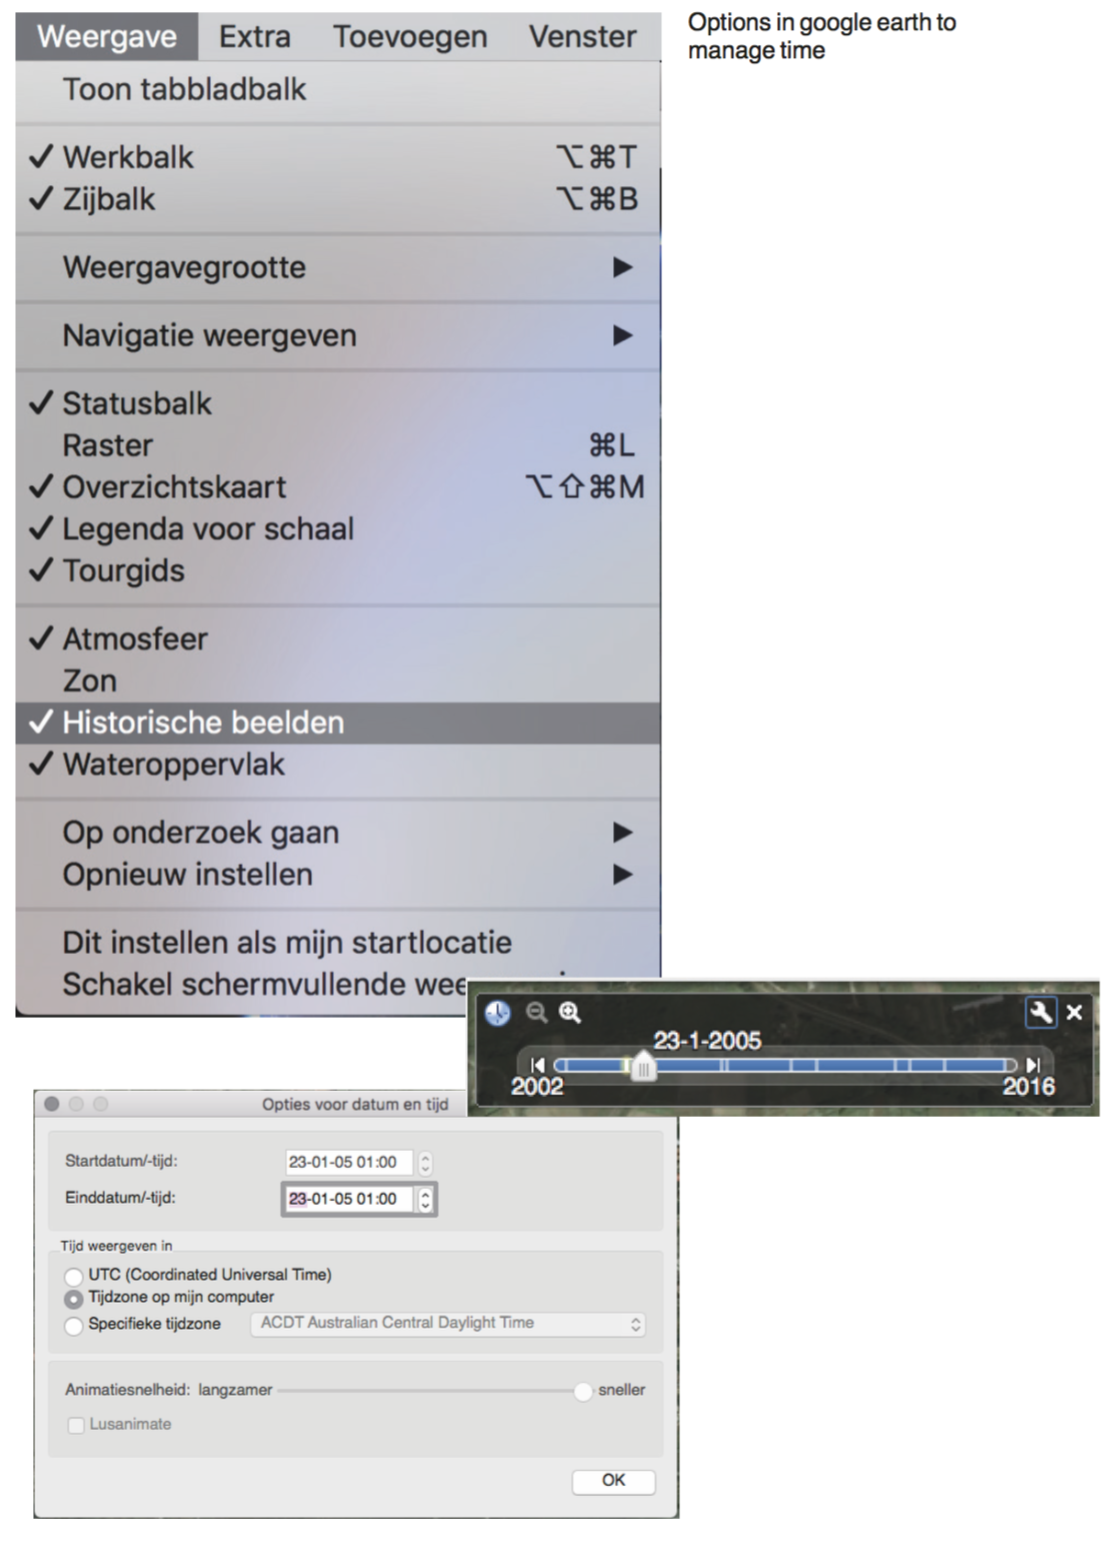 Weergave Extra Toevoegen Venster
Options in google earth to
manage time
Toon tabbladbalk
✓ Werkbalk ⌥⌘T
✓ Zijbalk ⌥⌘B
Weergavegrootte ▶
Navigatie weergeven ▶
✓ Statusbalk
Raster ⌘L
✓ Overzichtskaart ⌥⇧⌘M
✓ Legenda voor schaal
✓ Tourgids
✓ Atmosfeer
Zon
✓ Historische beelden
✓ Wateroppervlak
Op onderzoek gaan ▶
Opnieuw instellen ▶
Dit instellen als mijn startlocatie
Schakel schermvullende wee
23-1-2005
2002 2016
Opties voor datum en tijd
Startdatum/-tijd: 23-01-05 01:00
Einddatum/-tijd: 23-01-05 01:00
Tijd weergeven in
UTC (Coordinated Universal Time)
Tijdzone op mijn computer
Specifieke tijdzone ACDT Australian Central Daylight Time
Animatiesnelheid: langzamer sneller
Lusanimate
OK